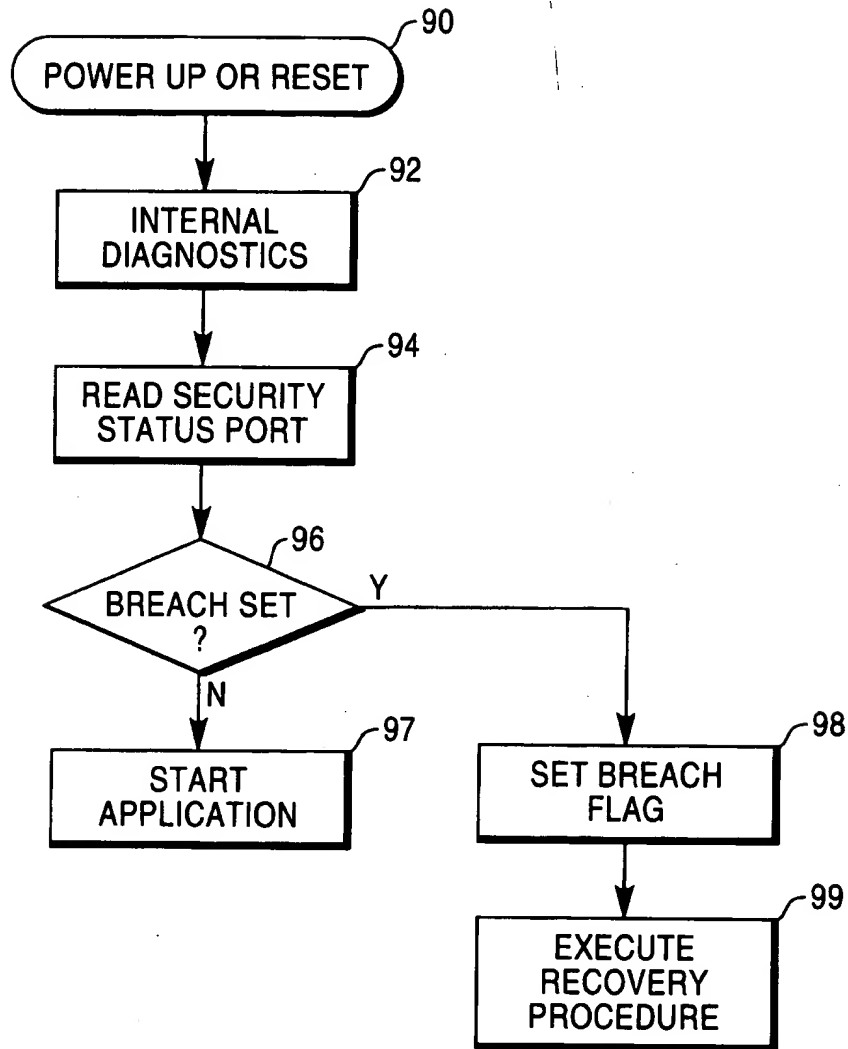 90
POWER UP OR RESET
92
INTERNAL
DIAGNOSTICS
94
READ SECURITY
STATUS PORT
96
BREACH SET
?
Y
N
97
START
APPLICATION
98
SET BREACH
FLAG
99
EXECUTE
RECOVERY
PROCEDURE